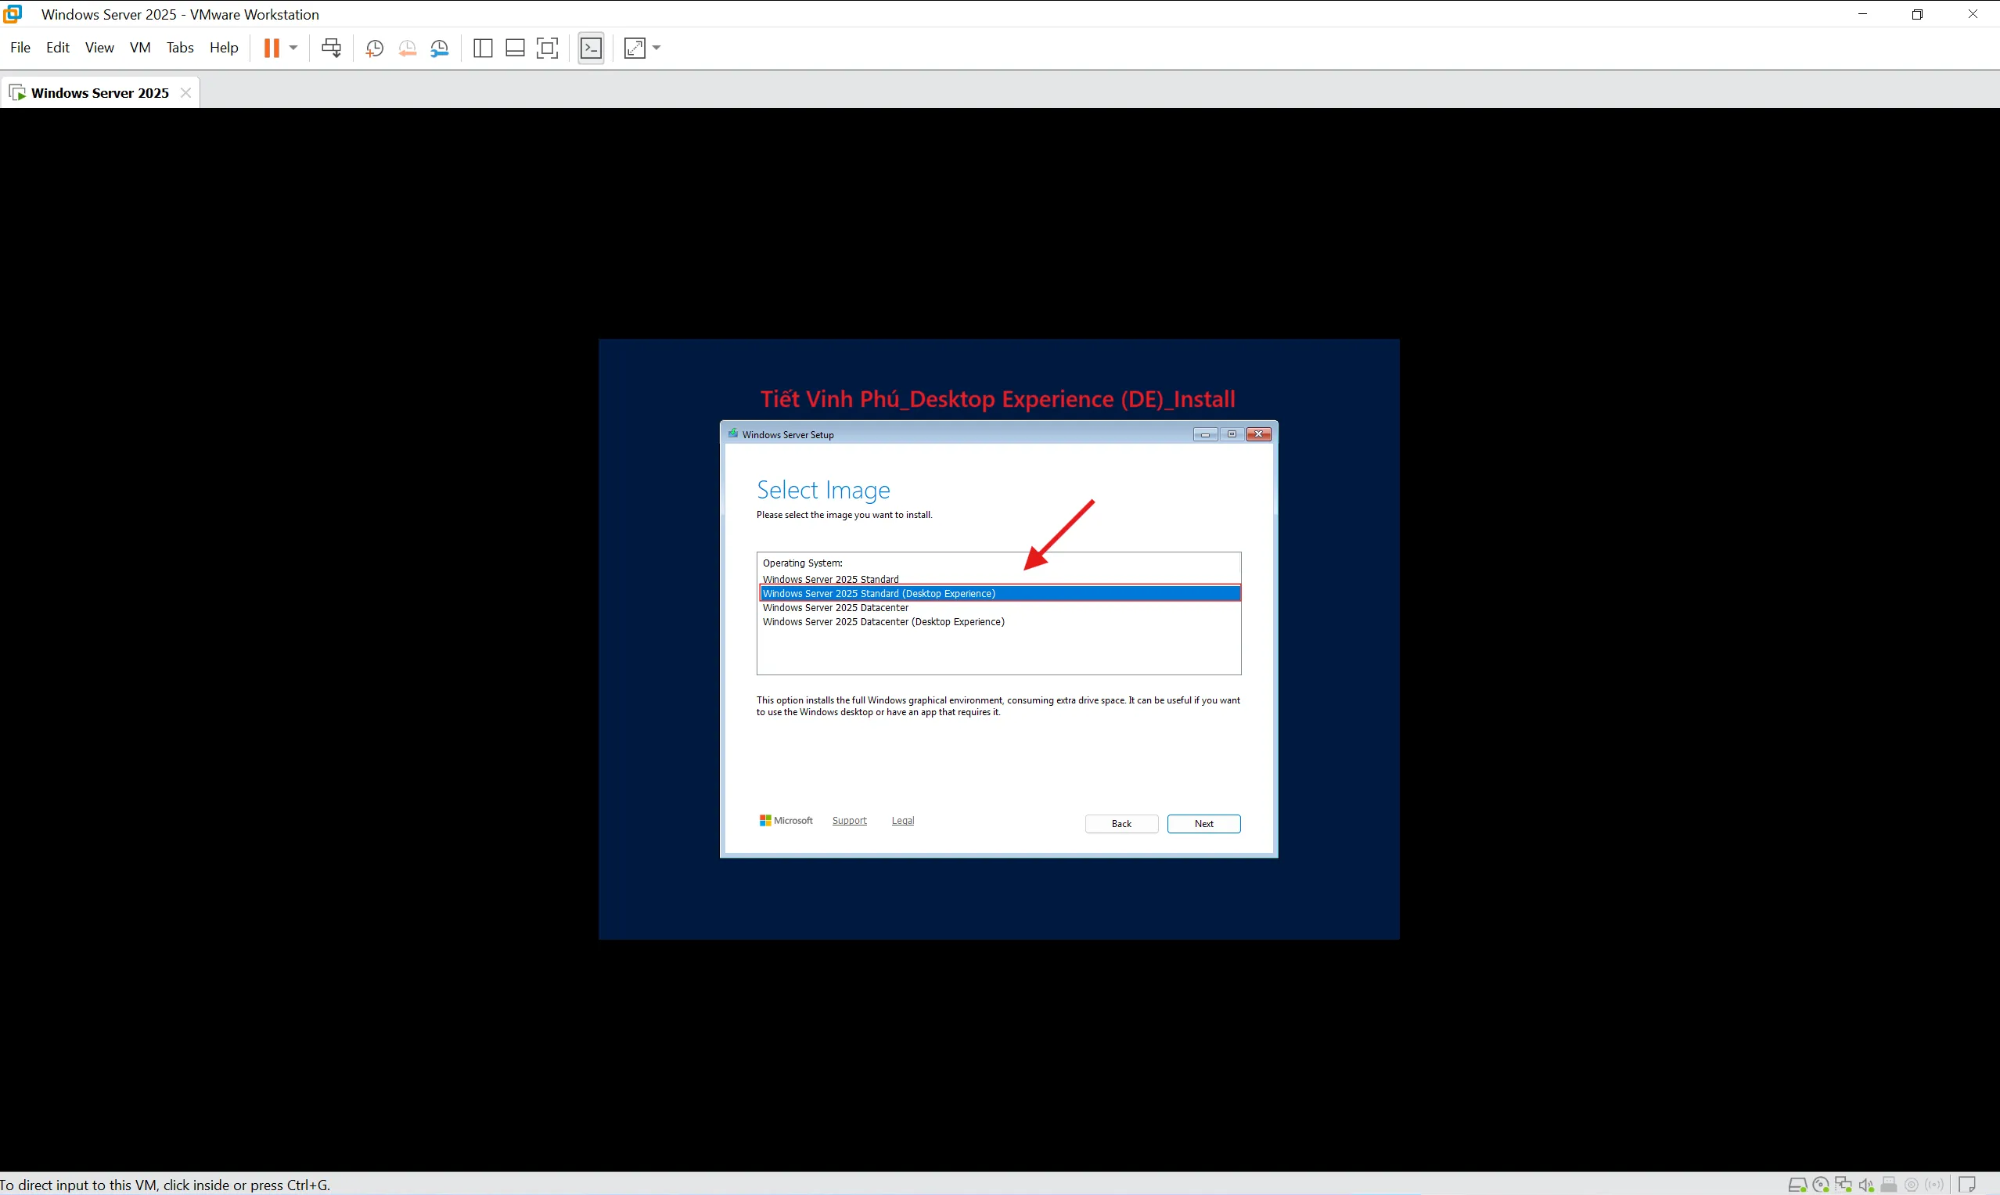 Windows Server 2025 - VMware Workstation
File Edit View VM Tabs Help
Windows Server 2025
Tiết Vinh Phú_Desktop Experience (DE)_Install
Windows Server Setup
Select Image
Please select the image you want to install.
Operating System:
Windows Server 2025 Standard
Windows Server 2025 Standard (Desktop Experience)
Windows Server 2025 Datacenter
Windows Server 2025 Datacenter (Desktop Experience)
This option installs the full Windows graphical environment, consuming extra drive space. It can be useful if you want
to use the Windows desktop or have an app that requires it.
Microsoft Support Legal Back Next
To direct input to this VM, click inside or press Ctrl+G.